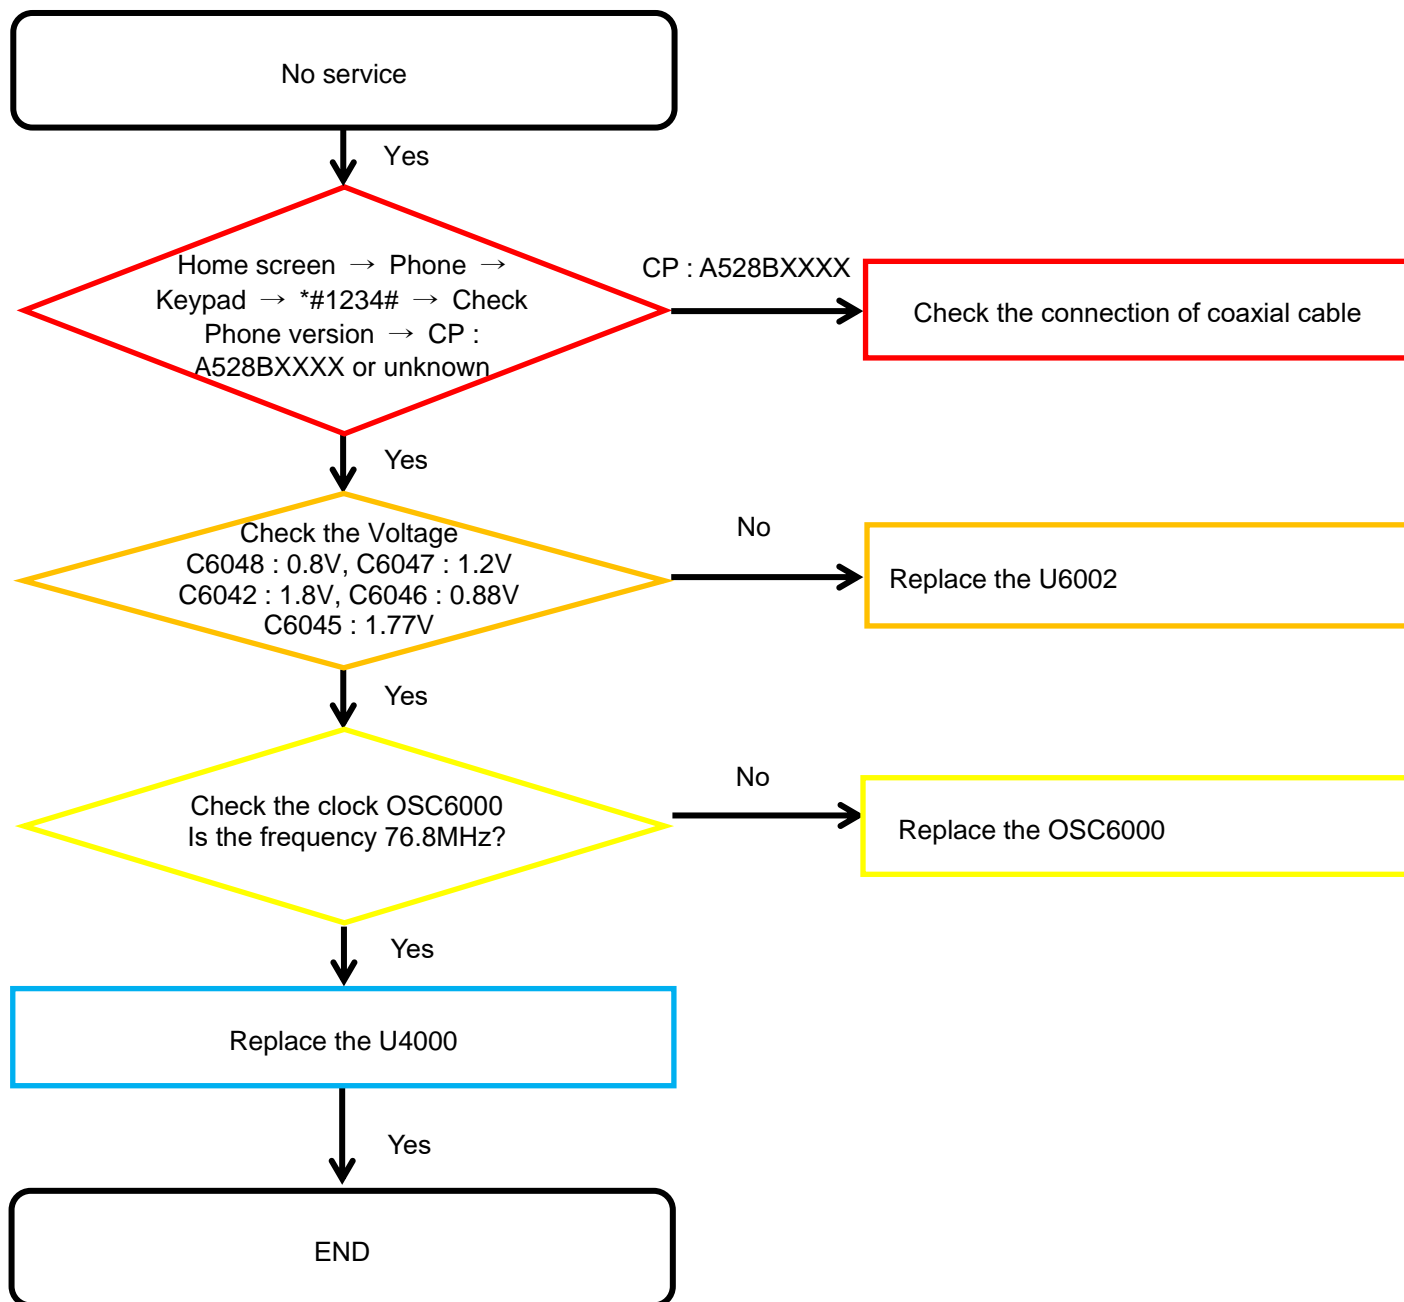 No service
Yes
Home screen → Phone →
Keypad → *#1234# → Check
Phone version → CP :
A528BXXXX or unknown
CP : A528BXXXX
Check the connection of coaxial cable
Yes
Check the Voltage
C6048 : 0.8V, C6047 : 1.2V
C6042 : 1.8V, C6046 : 0.88V
C6045 : 1.77V
No
Replace the U6002
Yes
Check the clock OSC6000
Is the frequency 76.8MHz?
No
Replace the OSC6000
Yes
Replace the U4000
Yes
END